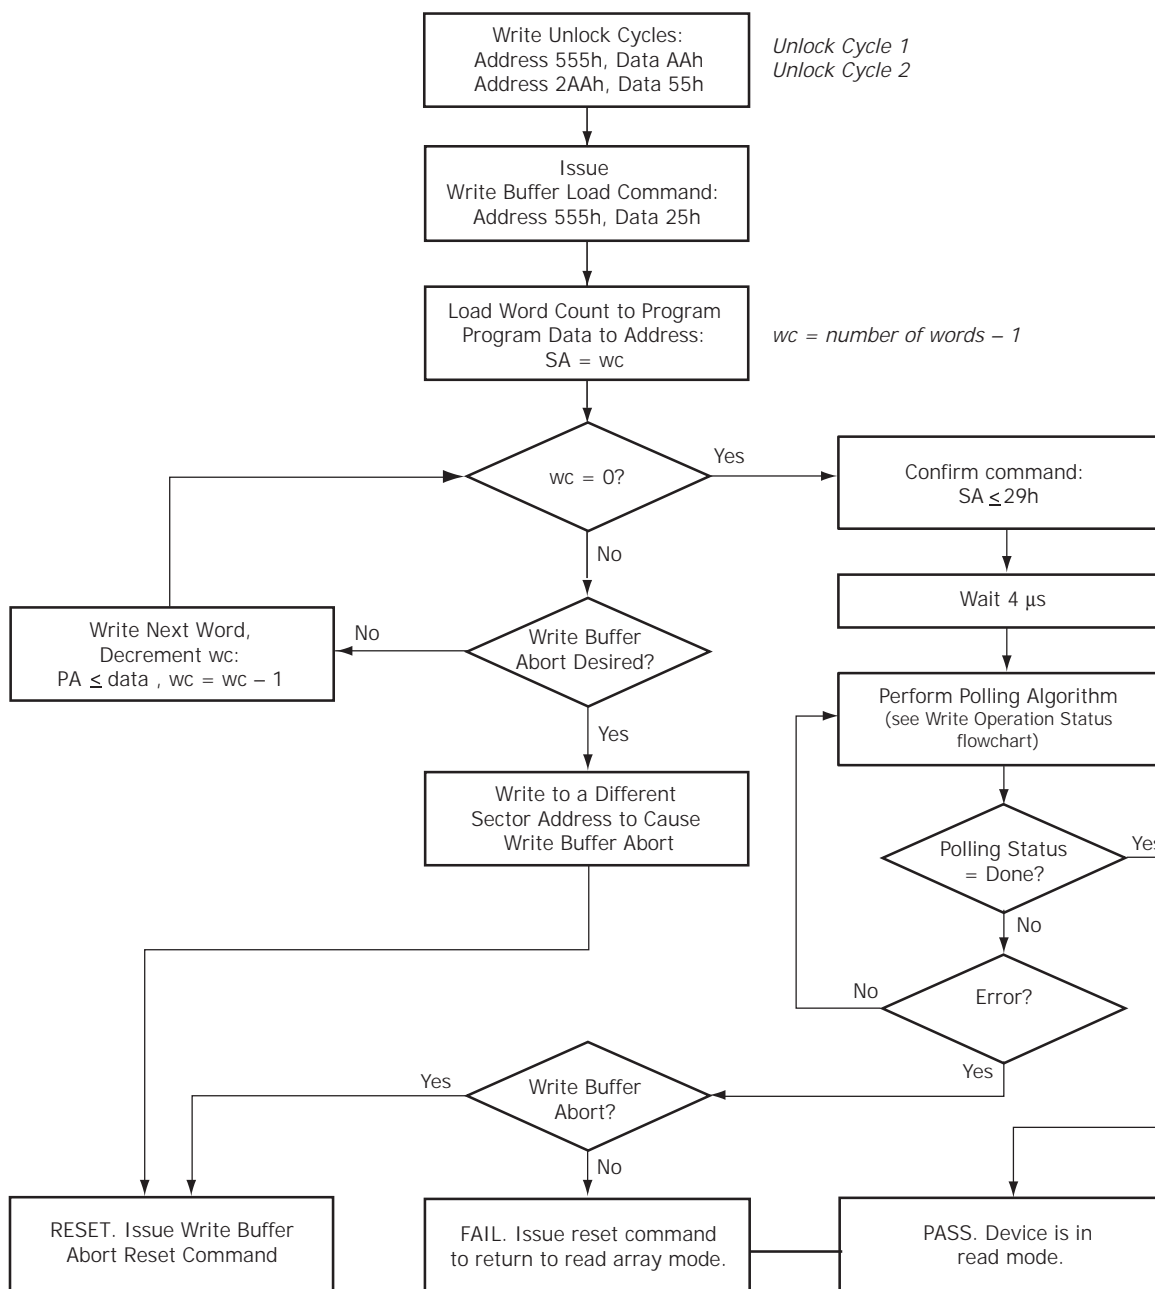 Write Unlock Cycles:
Address 555h, Data AAh
Address 2AAh, Data 55h
Unlock Cycle 1
Unlock Cycle 2
Issue
Write Buffer Load Command:
Address 555h, Data 25h
Load Word Count to Program
Program Data to Address:
SA = wc
wc = number of words – 1
wc = 0?
Yes
Confirm command:
SA ≤ 29h
No
Wait 4 μs
Write Next Word,
Decrement wc:
PA ≤ data , wc = wc – 1
No
Write Buffer
Abort Desired?
Perform Polling Algorithm
(see Write Operation Status
flowchart)
Yes
Write to a Different
Sector Address to Cause
Write Buffer Abort
Polling Status
= Done?
Yes
No
No
Error?
Yes
Yes
Write Buffer
Abort?
No
RESET. Issue Write Buffer
Abort Reset Command
FAIL. Issue reset command
to return to read array mode.
PASS. Device is in
read mode.